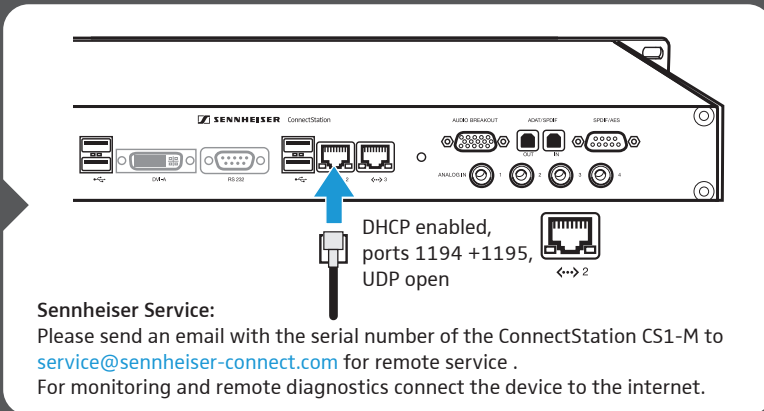 SENNHEISER ConnectStation
AUDIO BREAKOUT
ADAT/SPDIF
SPDIF/AES
OUT
IN
DVI-A
RS 232
2
3
ANALOG IN 1 2 3 4
DHCP enabled,
ports 1194 +1195,
UDP open
2
Sennheiser Service:
Please send an email with the serial number of the ConnectStation CS1-M to
service@sennheiser-connect.com for remote service .
For monitoring and remote diagnostics connect the device to the internet.